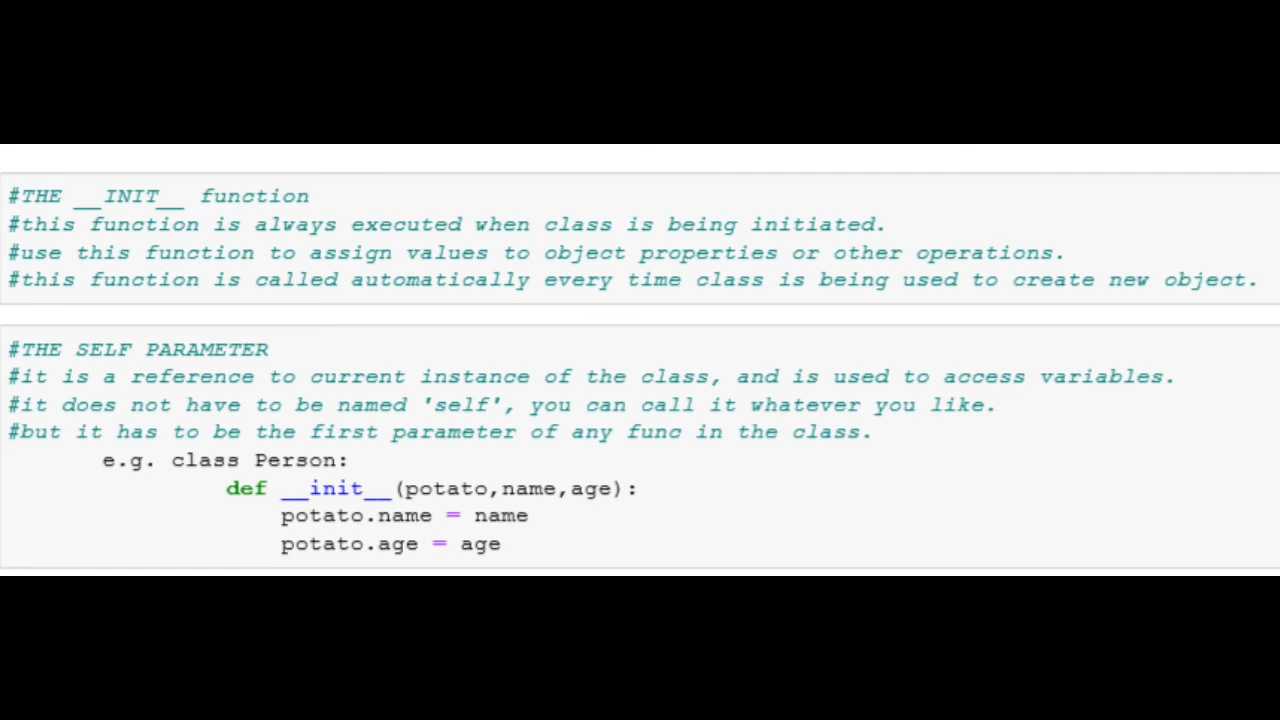 #THE __INIT__ function
#this function is always executed when class is being initiated.
#use this function to assign values to object properties or other operations.
#this function is called automatically every time class is being used to create new object.
#THE SELF PARAMETER
#it is a reference to current instance of the class, and is used to access variables.
#it does not have to be named 'self', you can call it whatever you like.
#but it has to be the first parameter of any func in the class.
e.g. class Person:
def __init__(potato,name,age):
potato.name = name
potato.age = age